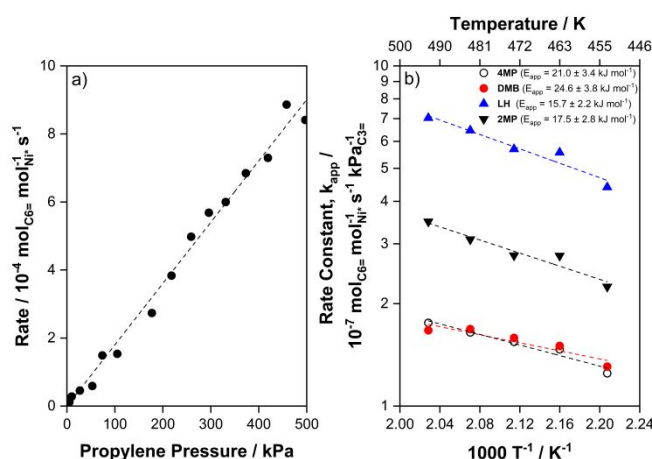 a)
Rate / 10⁻⁴ mol_C6= mol⁻¹_Ni* s⁻¹
10
8
6
4
2
0
0 100 200 300 400 500
Propylene Pressure / kPa
Temperature / K
500 493 481 472 463 452 446
b)
4MP (E_app = 21.0 ± 3.4 kJ mol⁻¹)
DMB (E_app = 24.6 ± 3.8 kJ mol⁻¹)
LH (E_app = 15.7 ± 2.2 kJ mol⁻¹)
2MP (E_app = 17.5 ± 2.8 kJ mol⁻¹)
Rate Constant, k_app /
10⁻⁷ mol_C6= mol⁻¹_Ni* s⁻¹ kPa⁻¹_C3=
10
9
8
7
6
5
4
3
2
1
2.00 2.04 2.08 2.12 2.16 2.20 2.24
1000 T⁻¹ / K⁻¹